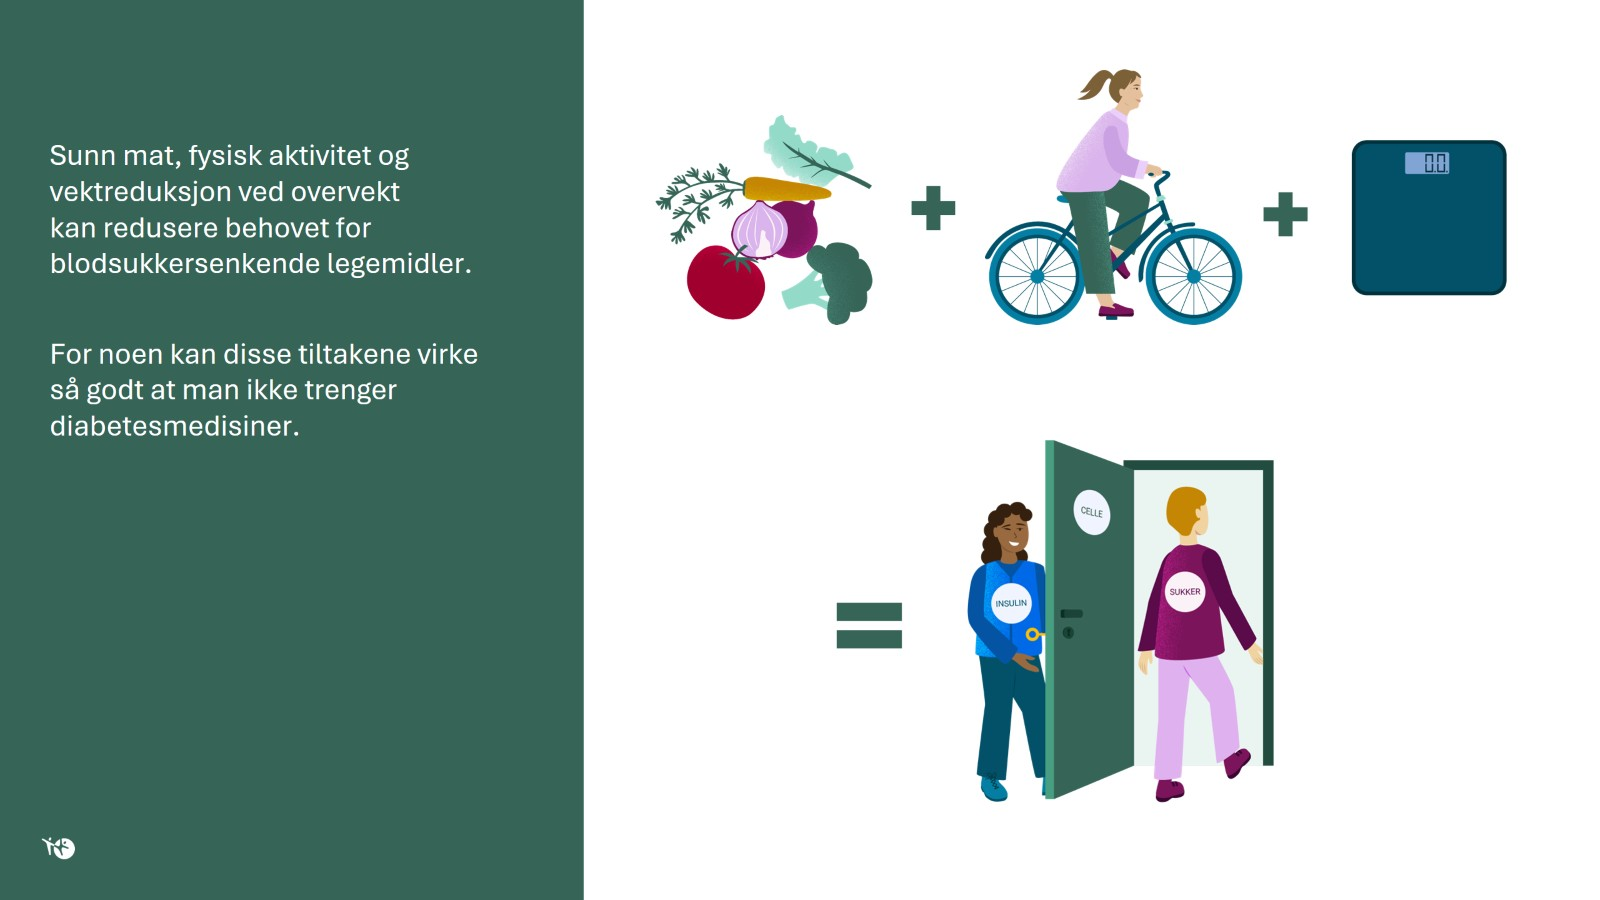 Sunn mat, fysisk aktivitet og
vektreduksjon ved overvekt
kan redusere behovet for
blodsukkersenkende legemidler.
For noen kan disse tiltakene virke
så godt at man ikke trenger
diabetesmedisiner.
00
CELLE
INSULIN
SUKKER